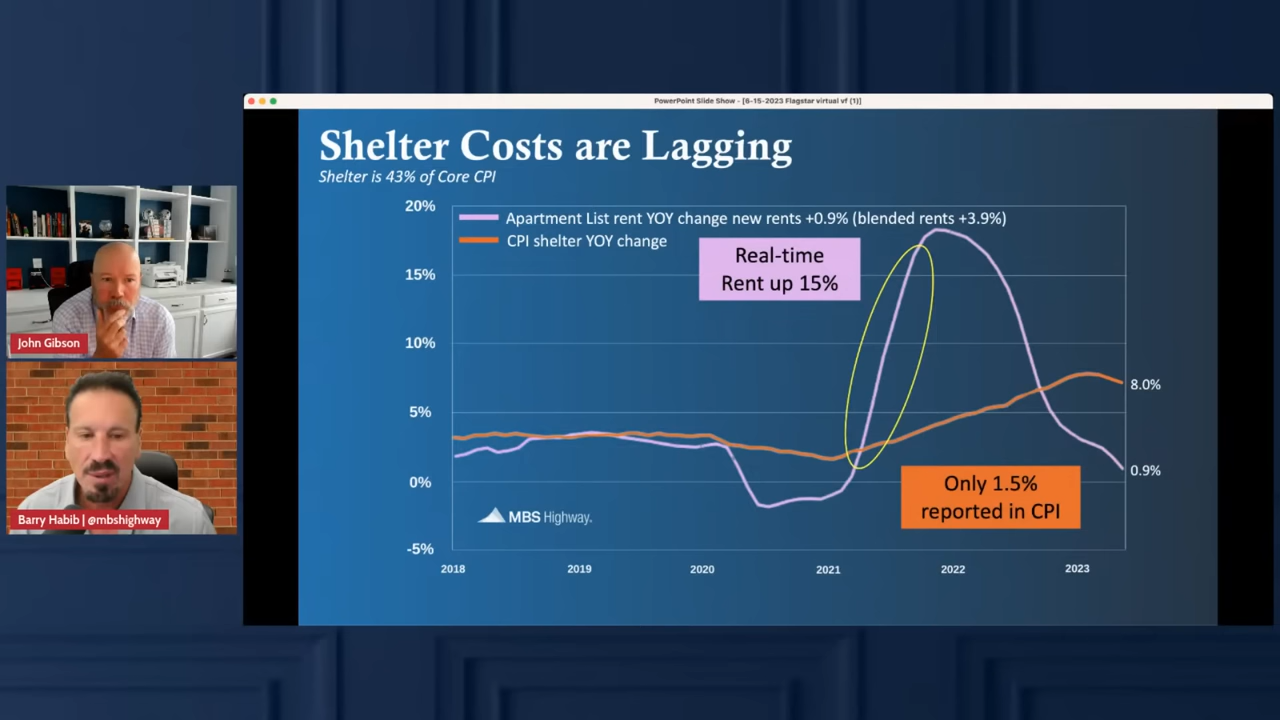 PowerPoint Slide Show - [6-15-2023 Flagstar virtual vf (1)]
Shelter Costs are Lagging
Shelter is 43% of Core CPI
20%
15%
10%
5%
0%
-5%
Apartment List rent YOY change new rents +0.9% (blended rents +3.9%)
CPI shelter YOY change
Real-time
Rent up 15%
8.0%
0.9%
Only 1.5%
reported in CPI
MBS Highway.
2018
2019
2020
2021
2022
2023
John Gibson
Barry Habib | @mbshighway